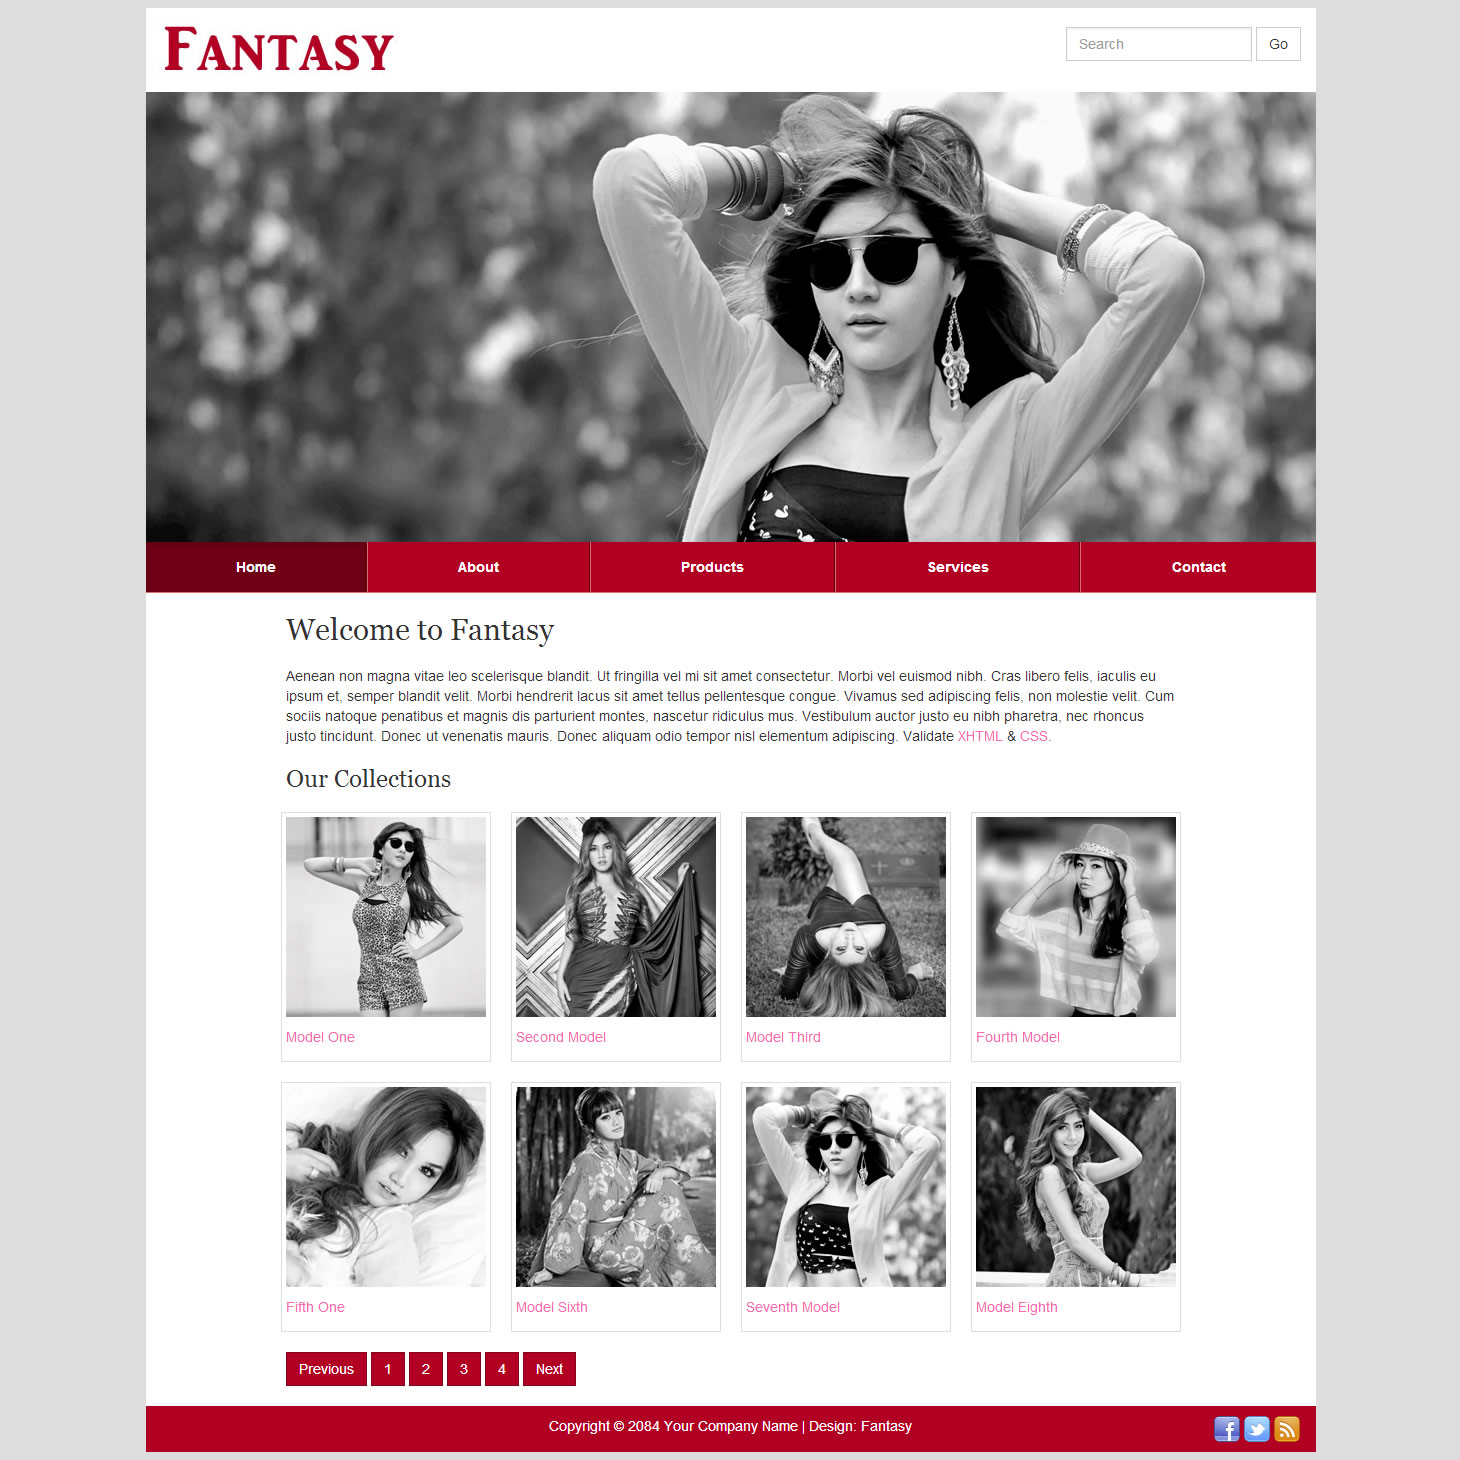 Fantasy
Search
Go
Home
About
Products
Services
Contact
Welcome to Fantasy
Aenean non magna vitae leo scelerisque blandit. Ut fringilla vel mi sit amet consectetur. Morbi vel euismod nibh. Cras libero felis, iaculis eu
ipsum et, semper blandit velit. Morbi hendrerit lacus sit amet tellus pellentesque congue. Vivamus sed adipiscing felis, non molestie velit. Cum
sociis natoque penatibus et magnis dis parturient montes, nascetur ridiculus mus. Vestibulum auctor justo eu nibh pharetra, nec rhoncus
justo tincidunt. Donec ut venenatis mauris. Donec aliquam odio tempor nisl elementum adipiscing. Validate XHTML & CSS.
Our Collections
Model One
Second Model
Model Third
Fourth Model
Fifth One
Model Sixth
Seventh Model
Model Eighth
Previous
1
2
3
4
Next
Copyright © 2084 Your Company Name | Design: Fantasy